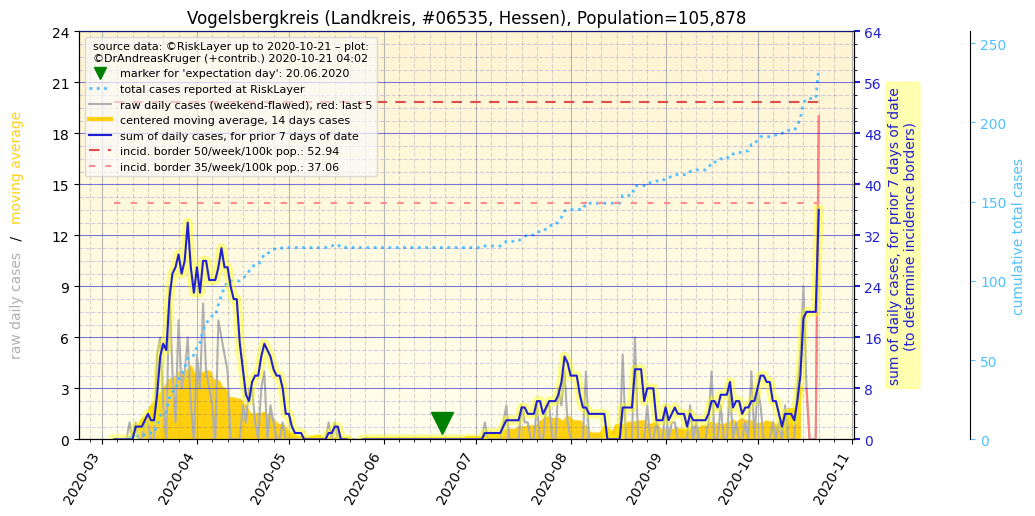 Vogelsbergkreis (Landkreis, #06535, Hessen), Population=105,878
source data: ©RiskLayer up to 2020-10-21 – plot:
©DrAndreasKruger (+contrib.) 2020-10-21 04:02
marker for 'expectation day': 20.06.2020
total cases reported at RiskLayer
raw daily cases (weekend-flawed), red: last 5
centered moving average, 14 days cases
sum of daily cases, for prior 7 days of date
incid. border 50/week/100k pop.: 52.94
incid. border 35/week/100k pop.: 37.06
raw daily cases / moving average
24
21
18
15
12
9
6
3
0
64
56
48
40
32
24
16
8
0
sum of daily cases, for prior 7 days of date
(to determine incidence borders)
250
200
150
100
50
0
cumulative total cases
2020-03
2020-04
2020-05
2020-06
2020-07
2020-08
2020-09
2020-10
2020-11